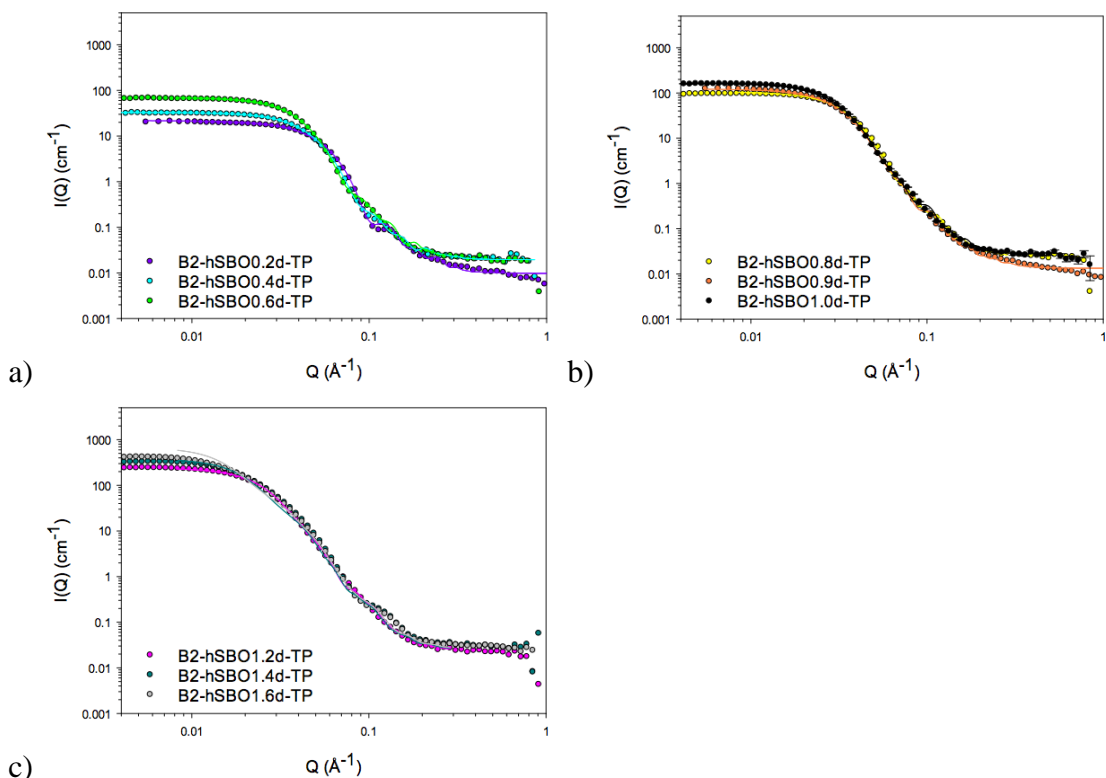 1000
100
10
1
0.1
0.01
0.001
I(Q) (cm⁻¹)
B2-hSBO0.2d-TP
B2-hSBO0.4d-TP
B2-hSBO0.6d-TP
0.01 0.1 1
Q (Å⁻¹)
a)
1000
100
10
1
0.1
0.01
0.001
I(Q) (cm⁻¹)
B2-hSBO0.8d-TP
B2-hSBO0.9d-TP
B2-hSBO1.0d-TP
0.01 0.1 1
Q (Å⁻¹)
b)
1000
100
10
1
0.1
0.01
0.001
I(Q) (cm⁻¹)
B2-hSBO1.2d-TP
B2-hSBO1.4d-TP
B2-hSBO1.6d-TP
0.01 0.1 1
Q (Å⁻¹)
c)